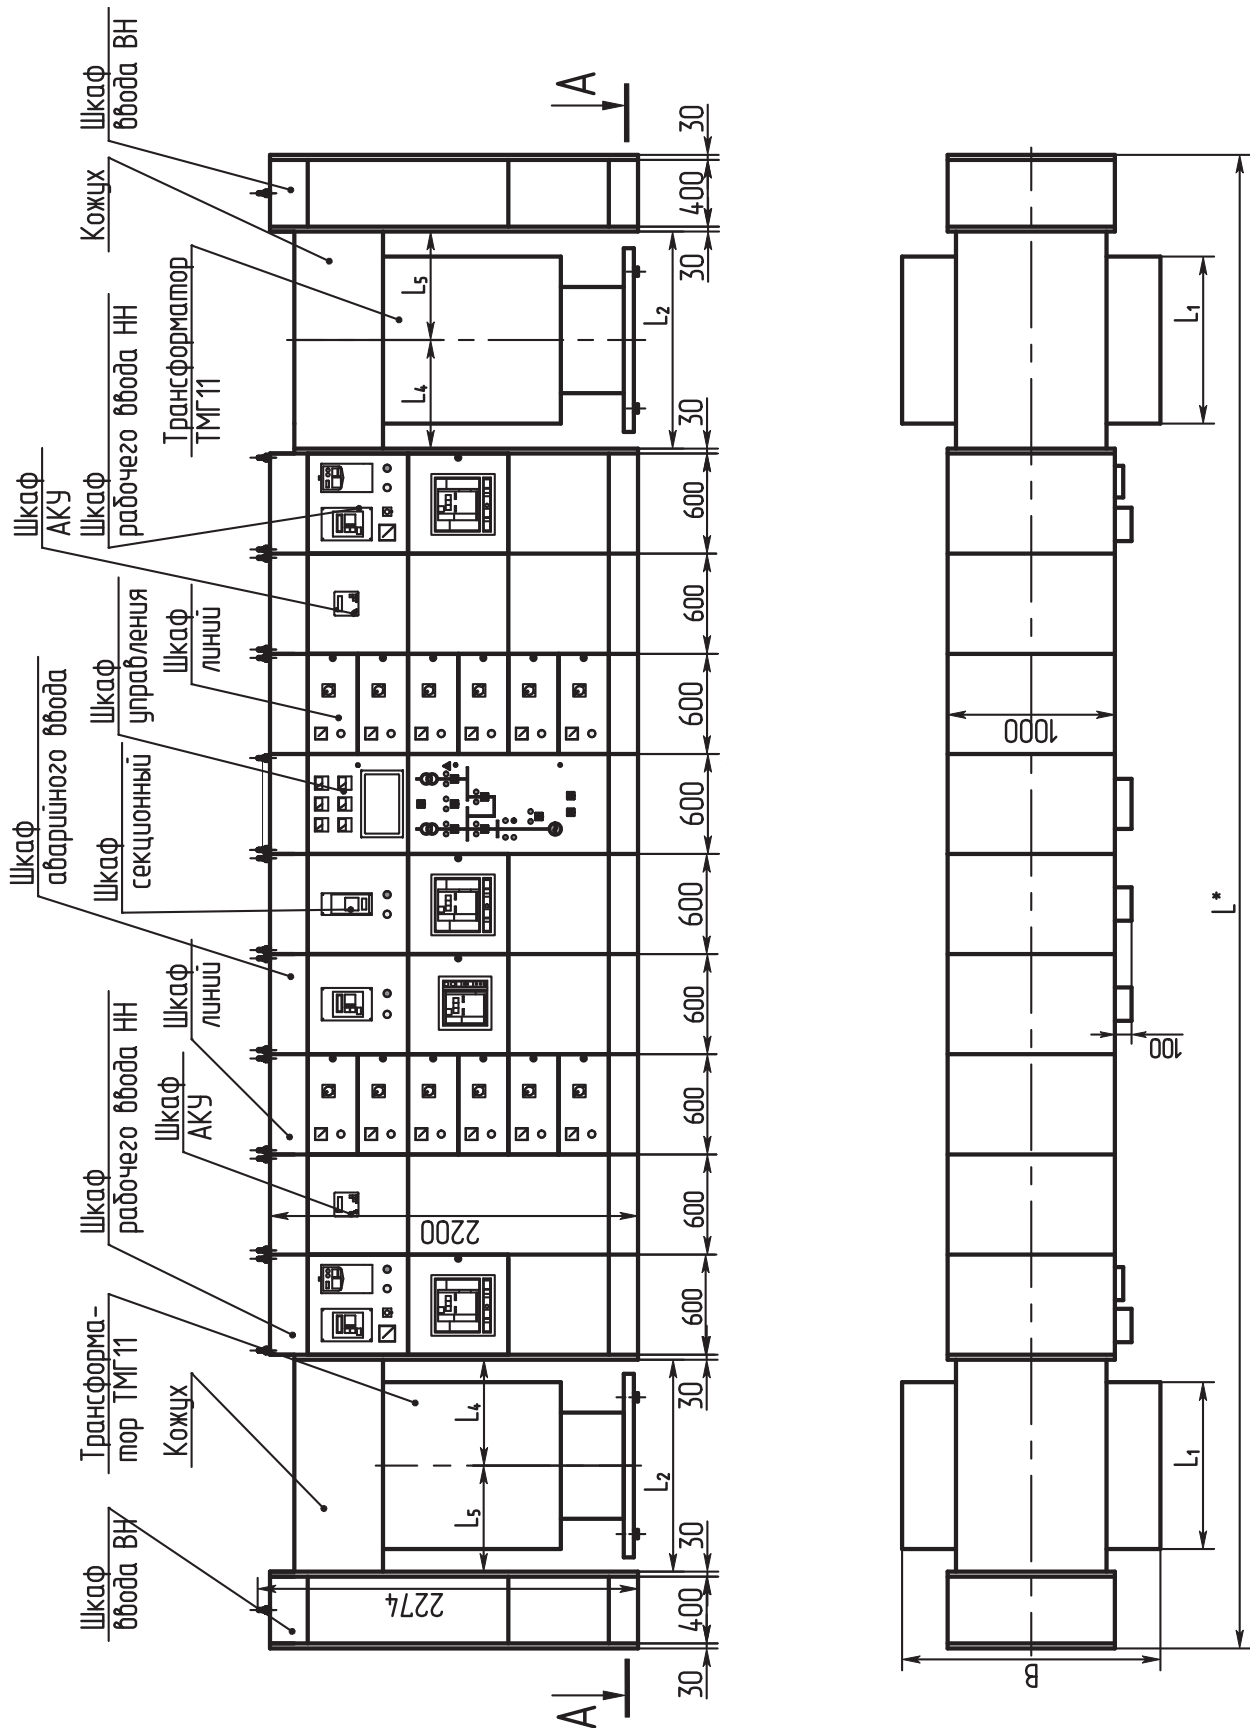 Шкаф
ввода ВН
Кожух
Трансформа-
тор ТМГ11
Шкаф
рабочего ввода НН
Шкаф
АКУ
Шкаф
линий
Шкаф
аварийного ввода
Шкаф
секционный
Шкаф
управления
Шкаф
линий
Шкаф
АКУ
Шкаф
рабочего ввода НН
Трансформатор
ТМГ11
Кожух
Шкаф
ввода ВН
А
А
2274
2200
L5
L4
L4
L5
L2
L2
30
400
30
30
600
600
600
600
600
600
600
600
600
30
30
400
30
B
L1
100
1000
L1
L*